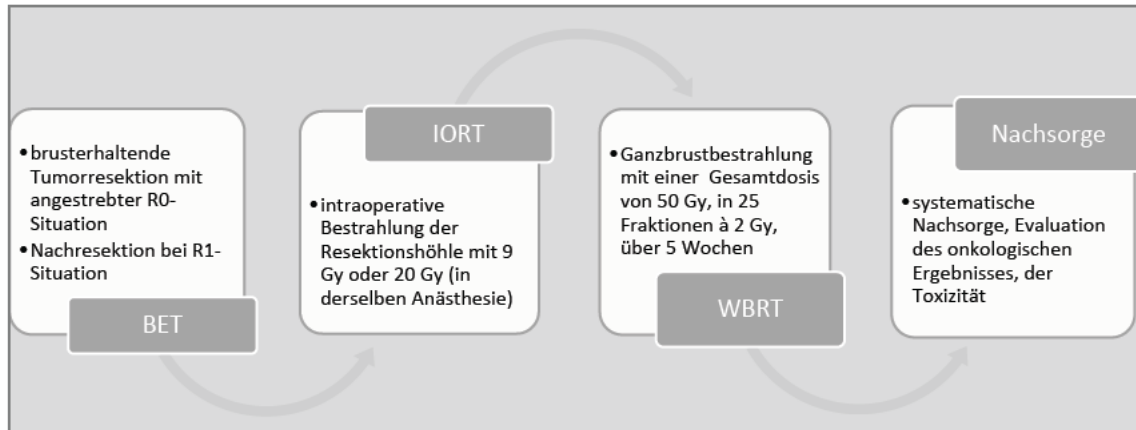 •brusterhaltende
Tumorresektion mit
angestrebter R0-
Situation
•Nachresektion bei R1-
Situation
BET
IORT
•intraoperative
Bestrahlung der
Resektionshöhle mit 9
Gy oder 20 Gy (in
derselben Anästhesie)
•Ganzbrustbestrahlung
mit einer Gesamtdosis
von 50 Gy, in 25
Fraktionen à 2 Gy,
über 5 Wochen
WBRT
Nachsorge
•systematische
Nachsorge, Evaluation
des onkologischen
Ergebnisses, der
Toxizität